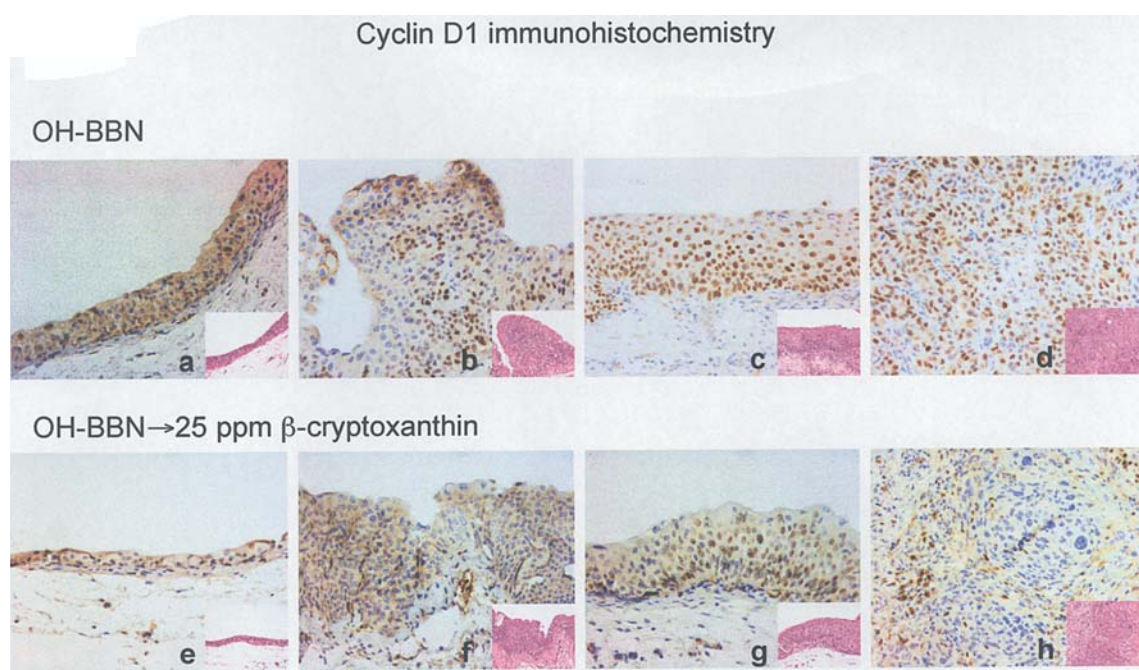 Cyclin D1 immunohistochemistry
OH-BBN
a b c d
OH-BBN→25 ppm β-cryptoxanthin
e f g h